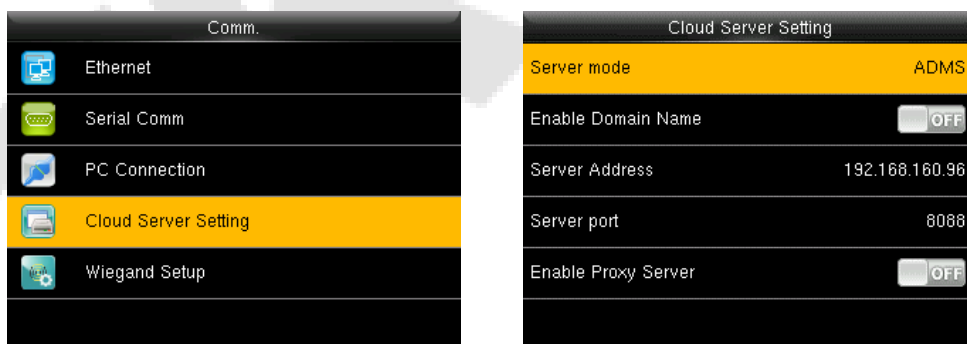 Comm.
Ethernet
Serial Comm
PC Connection
Cloud Server Setting
Wiegand Setup
Cloud Server Setting
Server mode ADMS
Enable Domain Name OFF
Server Address 192.168.160.96
Server port 8088
Enable Proxy Server OFF